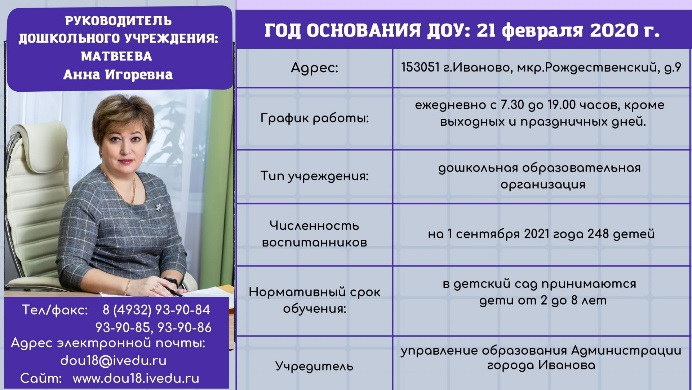 РУКОВОДИТЕЛЬ
ДОШКОЛЬНОГО УЧРЕЖДЕНИЯ:
МАТВЕЕВА
Анна Игоревна
Тел/факс: 8 (4932) 93-90-84
93-90-85, 93-90-86
Адрес электронной почты:
dou18@ivedu.ru
Сайт: www.dou18.ivedu.ru
ГОД ОСНОВАНИЯ ДОУ: 21 февраля 2020 г.
Адрес:
153051 г.Иваново, мкр.Рождественский, д.9
График работы:
ежедневно с 7.30 до 19.00 часов, кроме
выходных и праздничных дней.
Тип учреждения:
дошкольная образовательная
организация
Численность
воспитанников
на 1 сентября 2021 года 248 детей
Нормативный срок
обучения:
в детский сад принимаются
дети от 2 до 8 лет
Учредитель
управление образования Администрации
города Иванова